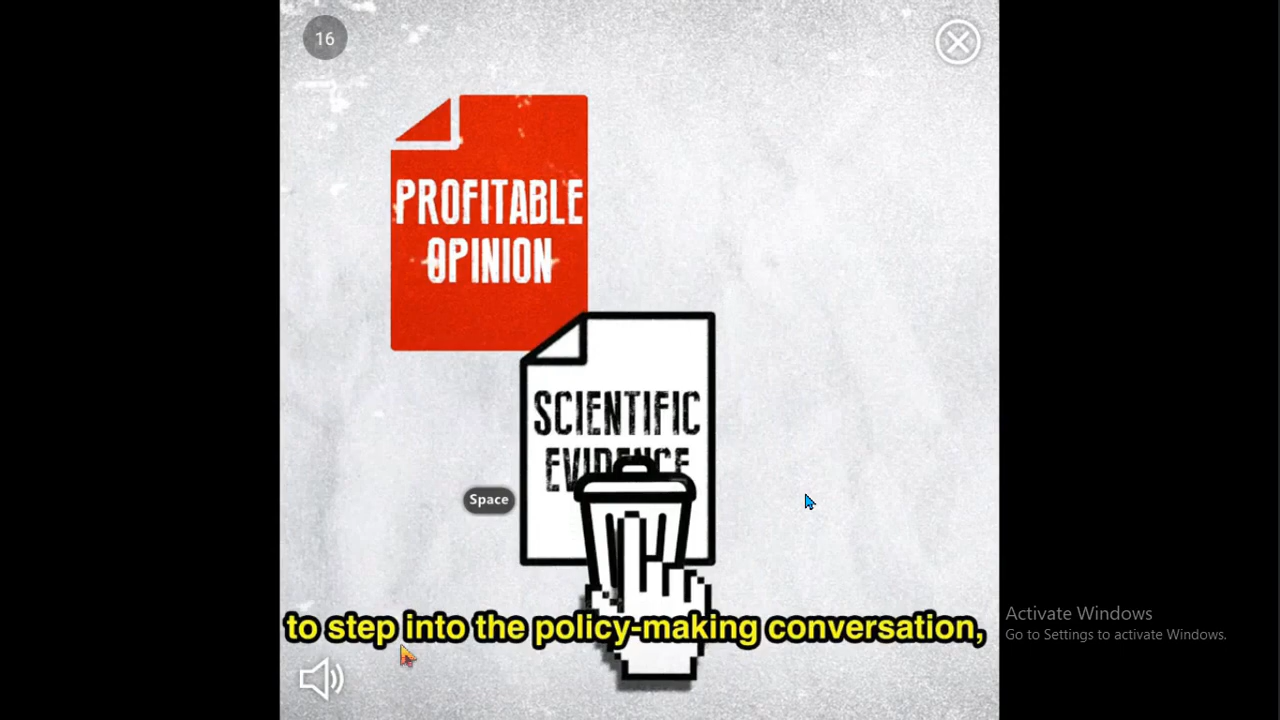 16
PROFITABLE
OPINION
SCIENTIFIC
EVIDENCE
Space
to step into the policy-making conversation,
Activate Windows
Go to Settings to activate Windows.